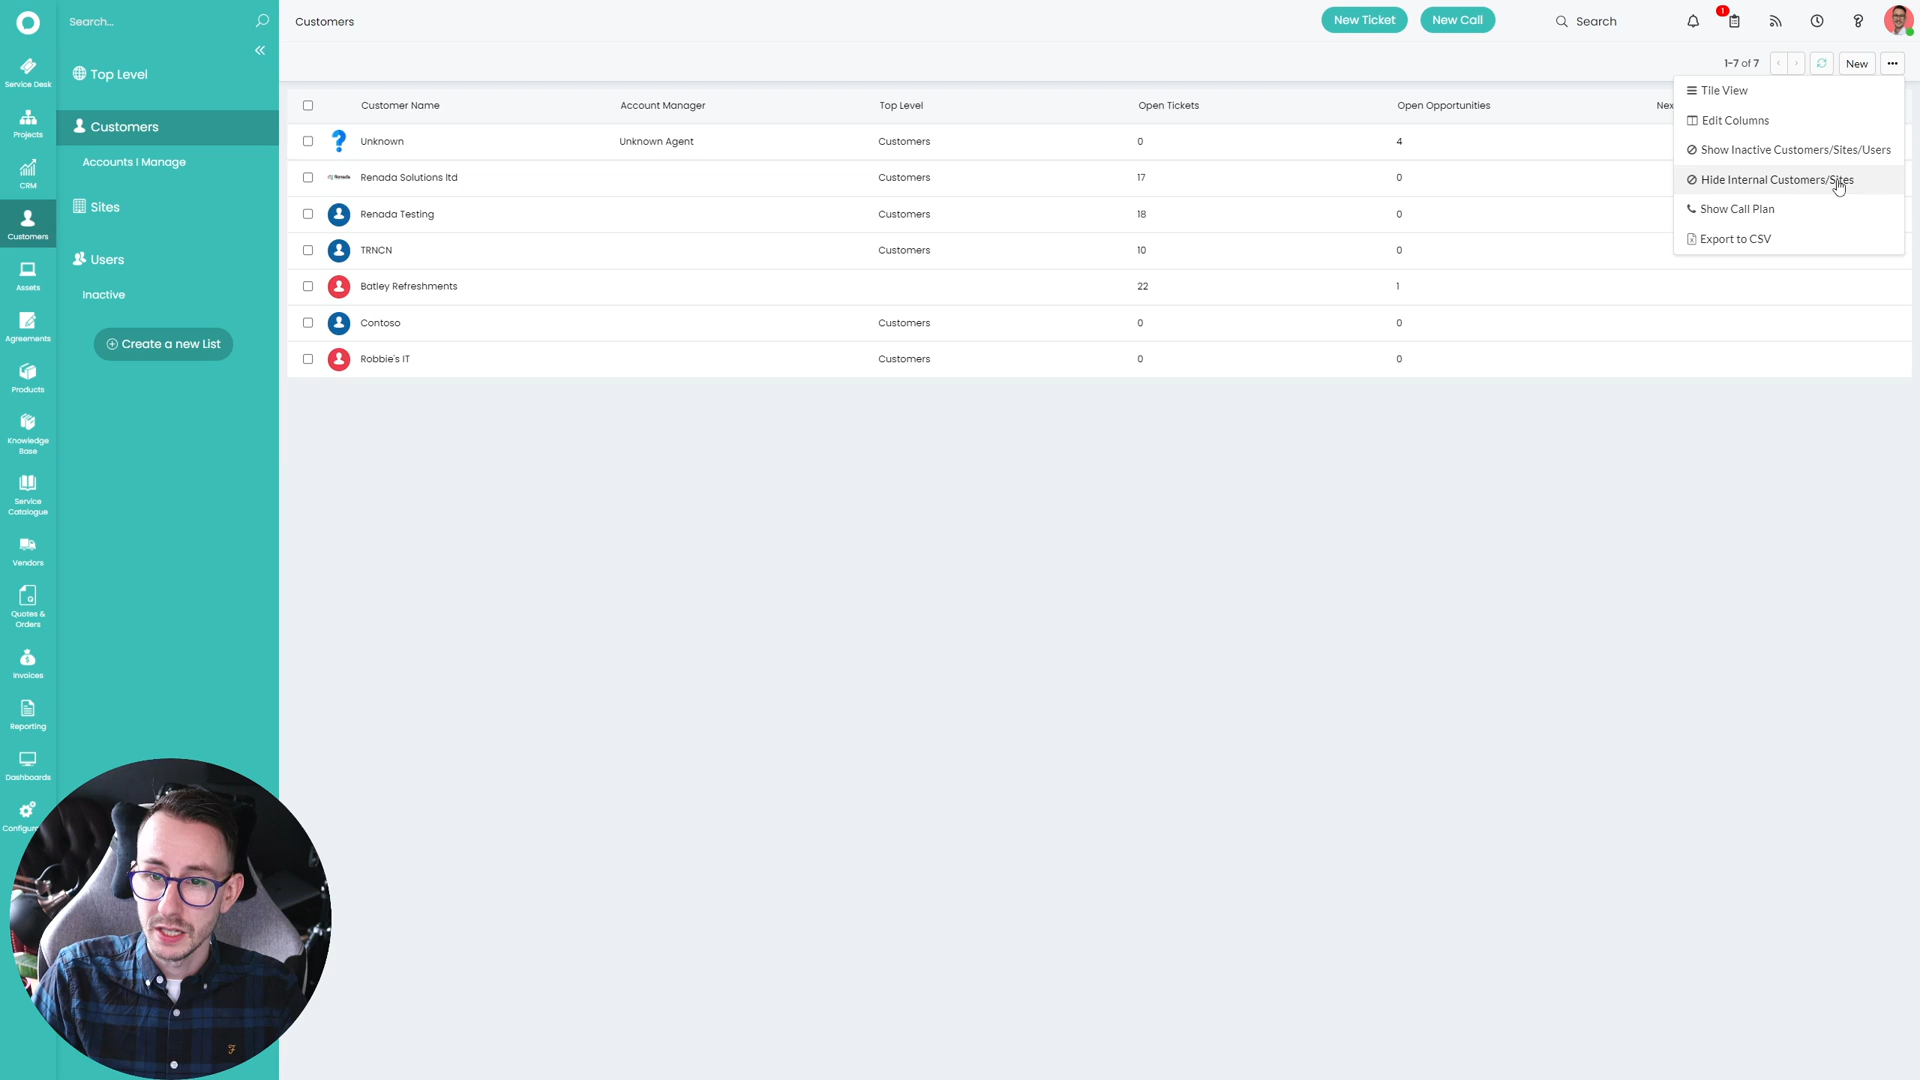 Search...
Customers
New Ticket
New Call
Search
1
Service Desk
Projects
CRM
Customers
Assets
Agreements
Products
Knowledge
Base
Service
Catalogue
Vendors
Quotes &
Orders
Invoices
Reporting
Dashboards
Top Level
Customers
Accounts I Manage
Sites
Users
Inactive
Create a new List
1-7 of 7
New
Tile View
Edit Columns
Show Inactive Customers/Sites/Users
Hide Internal Customers/Sites
Show Call Plan
Export to CSV
Customer Name Account Manager Top Level Open Tickets Open Opportunities
Unknown Unknown Agent Customers 0 4
Renada Renada Solutions ltd Customers 17 0
Renada Testing Customers 18 0
TRNCN Customers 10 0
Batley Refreshments 22 1
Contoso Customers 0 0
Robbie's IT Customers 0 0